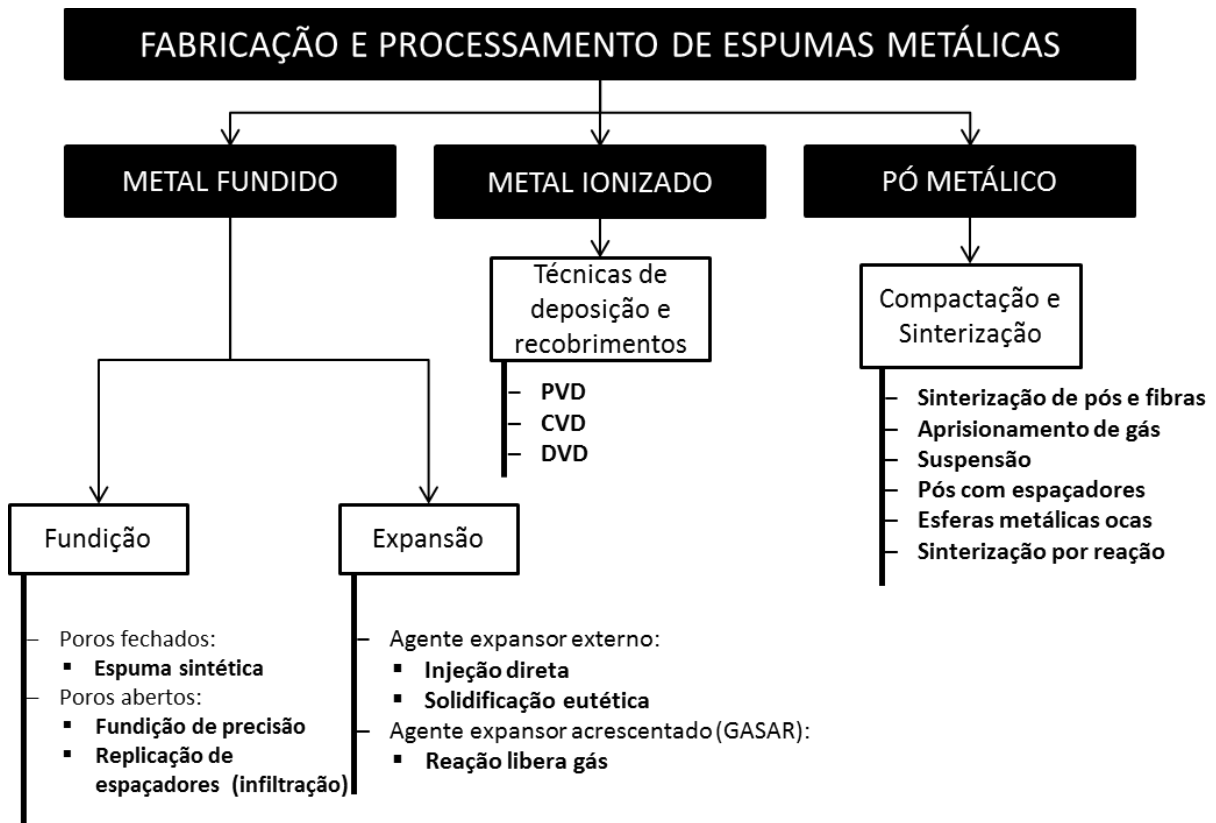 FABRICAÇÃO E PROCESSAMENTO DE ESPUMAS METÁLICAS
METAL FUNDIDO
METAL IONIZADO
PÓ METÁLICO
Técnicas de
deposição e
recobrimentos
– PVD
– CVD
– DVD
Compactação e
Sinterização
– Sinterização de pós e fibras
– Aprisionamento de gás
– Suspensão
– Pós com espaçadores
– Esferas metálicas ocas
– Sinterização por reação
Fundição
– Poros fechados:
▪ Espuma sintética
– Poros abertos:
▪ Fundição de precisão
▪ Replicação de
espaçadores (infiltração)
Expansão
– Agente expansor externo:
▪ Injeção direta
▪ Solidificação eutética
– Agente expansor acrescentado (GASAR):
▪ Reação libera gás